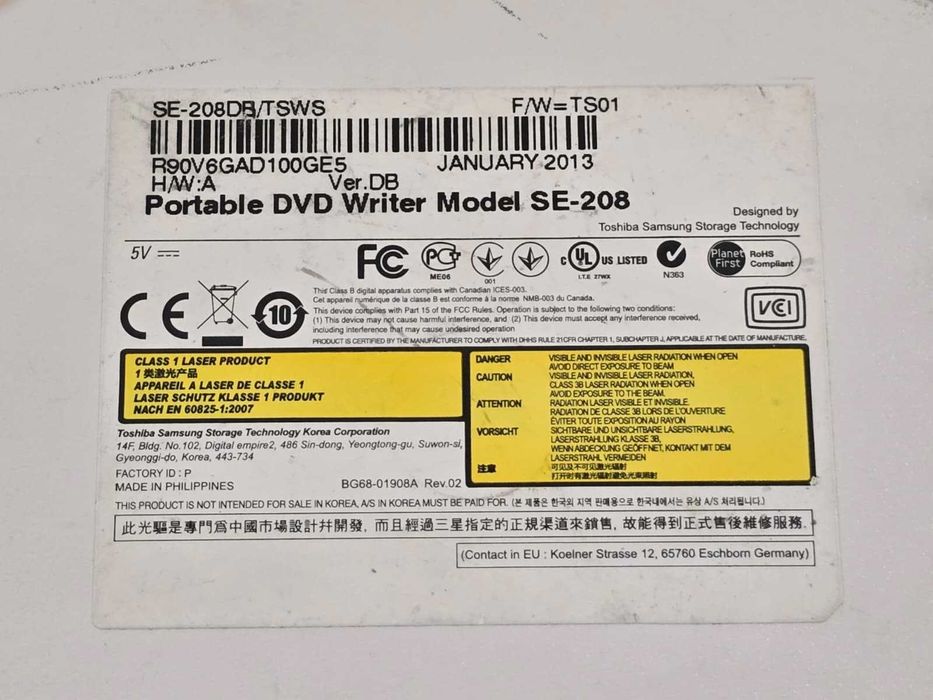 SE-208DB/TSWS F/W=TS01
R90V6GAD100GE5 JANUARY 2013
H/W:A Ver.DB
Portable DVD Writer Model SE-208
Designed by
Toshiba Samsung Storage Technology
5V
FC PG ME06 001 c UL US LISTED I.T.E 27WX N363 Planet First RoHS Compliant
This Class B digital apparatus complies with Canadian ICES-003.
Cet appareil numérique de la classe B est conforme à la norme NMB-003 du Canada.
This device complies with Part 15 of the FCC Rules. Operation is subject to the following two conditions:
(1) This device may not cause harmful interference, and (2) This device must accept any interference received,
including interference that may cause undesired operation
CE 10 VCI
PRODUCT IS CERTIFIED BY THE MANUFACTURER TO COMPLY WITH DHHS RULE 21CFR CHAPTER 1, SUBCHAPTER J, APPLICABLE AT THE DATE OF MANUFACTURE.
CLASS 1 LASER PRODUCT
1 类激光产品
APPAREIL A LASER DE CLASSE 1
LASER SCHUTZ KLASSE 1 PRODUKT
NACH EN 60825-1:2007
DANGER VISIBLE AND INVISIBLE LASER RADIATION WHEN OPEN
AVOID DIRECT EXPOSURE TO BEAM
CAUTION VISIBLE AND INVISIBLE LASER RADIATION,
CLASS 3B LASER RADIATION WHEN OPEN
AVOID EXPOSURE TO THE BEAM.
ATTENTION RADIATION LASER VISIBLE ET INVISIBLE.
RADIATION DE CLASSE 3B LORS DE L'OUVERTURE
ÉVITER TOUTE EXPOSITION AU RAYON
VORSICHT SICHTBARE UND UNSICHTBARE LASERSTRAHLUNG,
LASERSTRAHLUNG KLASSE 3B,
WENN ABDECKUNG GEÖFFNET, KONTAKT MIT DEM
LASERSTRAHL VERMEIDEN
注意 可见及不可见激光辐射
打开时有激光辐射避免光束照射
Toshiba Samsung Storage Technology Korea Corporation
14F, Bldg. No.102, Digital empire2, 486 Sin-dong, Yeongtong-gu, Suwon-si,
Gyeonggi-do, Korea, 443-734
FACTORY ID : P
MADE IN PHILIPPINES BG68-01908A Rev.02
THIS PRODUCT IS NOT INTENDED FOR SALE IN KOREA, A/S IN KOREA MUST BE PAID FOR. (본 제품은 한국외 지역 판매용으로 한국내에서는 유상 A/S 처리됩니다.)
此光驅是專門爲中國市場設計幷開發, 而且經過三星指定的正規渠道來銷售, 故能得到正式售後維修服務.
(Contact in EU : Koelner Strasse 12, 65760 Eschborn Germany)